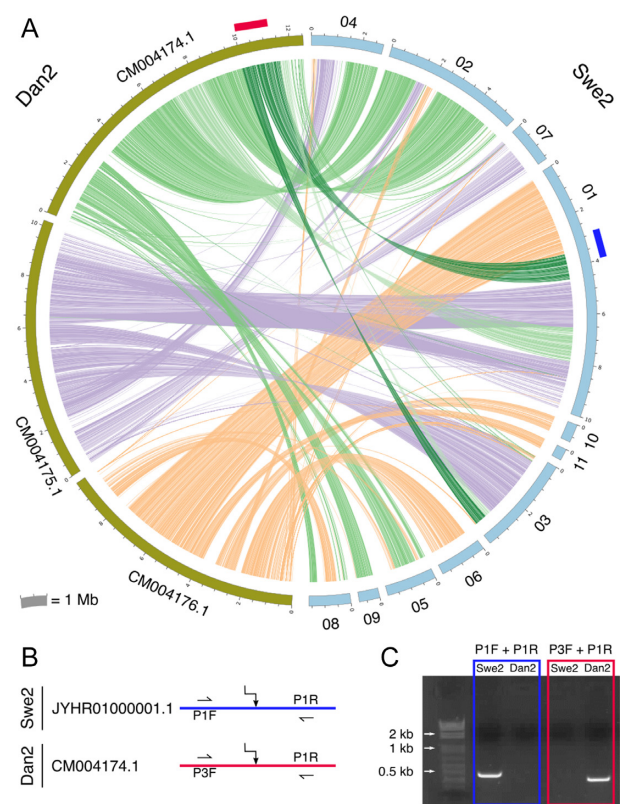 A
Dan2
Swe2
CM004174.1
04
02
07
01
10
11
03
06
05
09
08
CM004175.1
CM004176.1
= 1 Mb
B
Swe2
JYHR01000001.1
P1F
P1R
Dan2
CM004174.1
P3F
P1R
C
P1F + P1R
P3F + P1R
Swe2 Dan2
Swe2 Dan2
2 kb
1 kb
0.5 kb